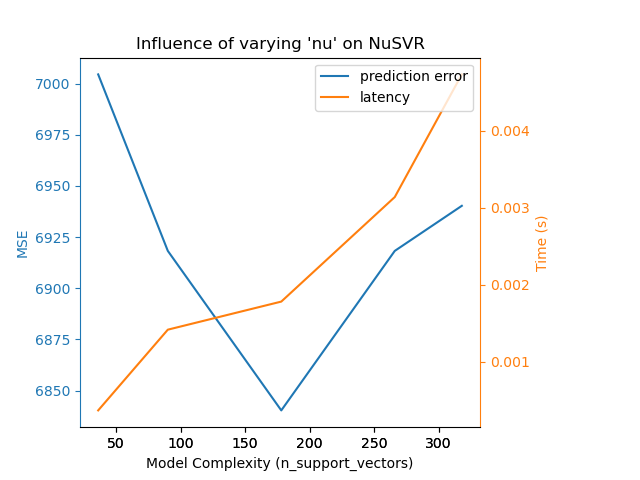 Influence of varying 'nu' on NuSVR
prediction error
latency
7000
6975
6950
6925
6900
6875
6850
MSE
0.004
0.003
0.002
0.001
Time (s)
50 100 150 200 250 300
Model Complexity (n_support_vectors)